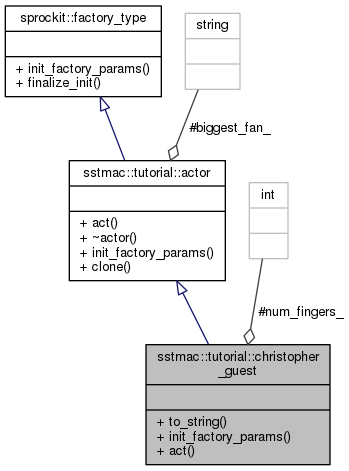 sprockit::factory_type
+ init_factory_params()
+ finalize_init()
string
#biggest_fan_
sstmac::tutorial::actor
+ act()
+ ~actor()
+ init_factory_params()
+ clone()
int
#num_fingers_
sstmac::tutorial::christopher
_guest
+ to_string()
+ init_factory_params()
+ act()